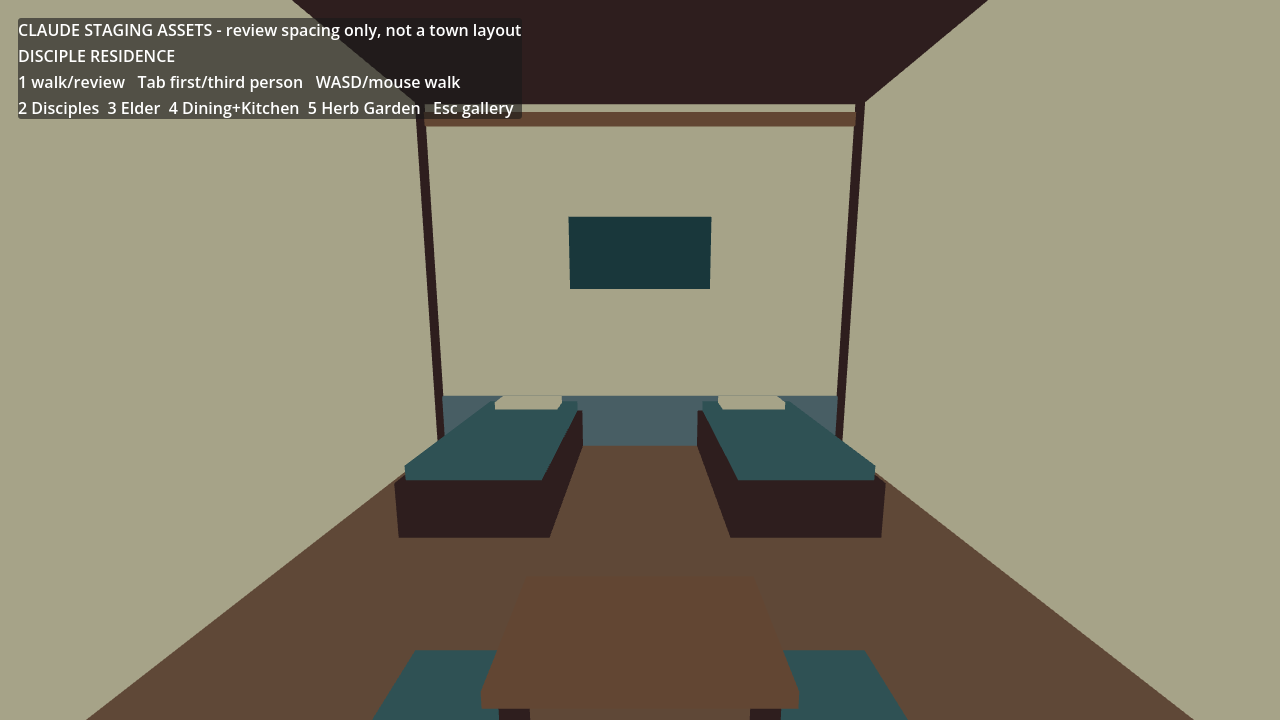 CLAUDE STAGING ASSETS - review spacing only, not a town layout
DISCIPLE RESIDENCE
1 walk/review   Tab first/third person   WASD/mouse walk
2 Disciples  3 Elder  4 Dining+Kitchen  5 Herb Garden   Esc gallery